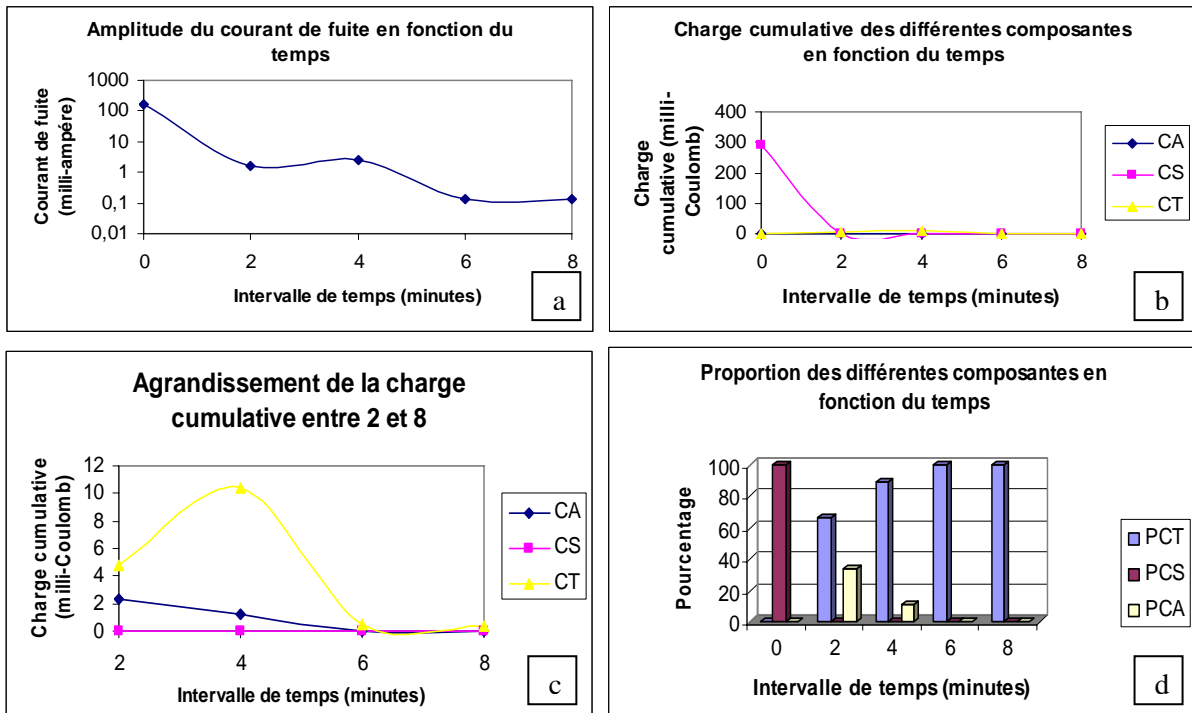 Amplitude du courant de fuite en fonction du
temps
Courant de fuite
(milli-ampére)
1000
100
10
1
0,1
0,01
0
2
4
6
8
Intervalle de temps (minutes)
a
Charge cumulative des différentes composantes
en fonction du temps
Charge
cumulative (milli-
Coulomb)
400
300
200
100
0
0
2
4
6
8
Intervalle de temps (minutes)
CA
CS
CT
b
Agrandissement de la charge
cumulative entre 2 et 8
Charge cumulative
(milli-Coulomb)
12
10
8
6
4
2
0
2
4
6
8
Intervalle de temps (minutes)
CA
CS
CT
c
Proportion des différentes composantes en
fonction du temps
Pourcentage
100
80
60
40
20
0
0
2
4
6
8
Intervalle de temps (minutes)
PCT
PCS
PCA
d